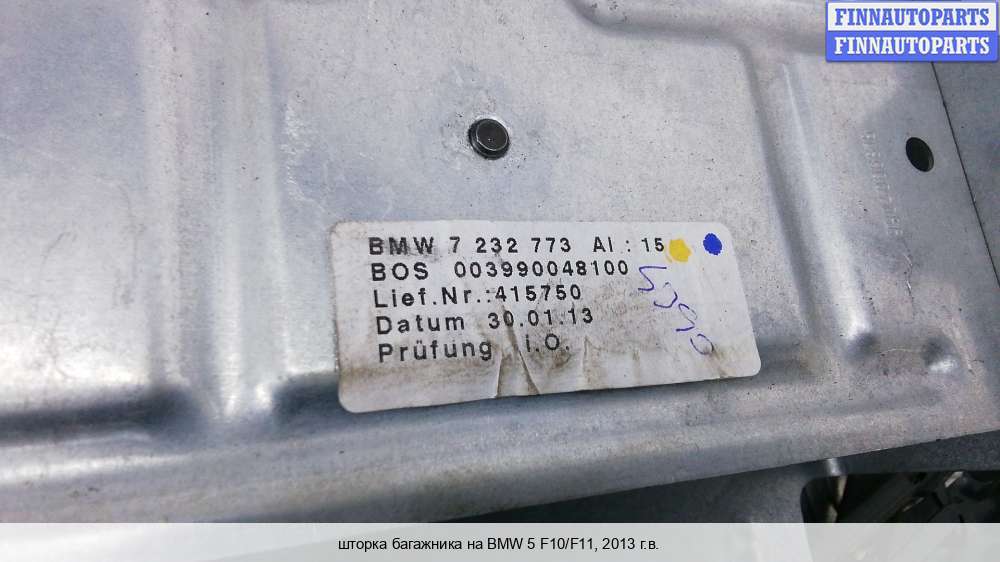 FINNAUTOPARTS
FINNAUTOPARTS
BMW 7 232 773 AI : 15
BOS 003990048100
Lief.Nr.:415750
Datum 30.01.13
Prüfung i.O.
шторка багажника на BMW 5 F10/F11, 2013 г.в.